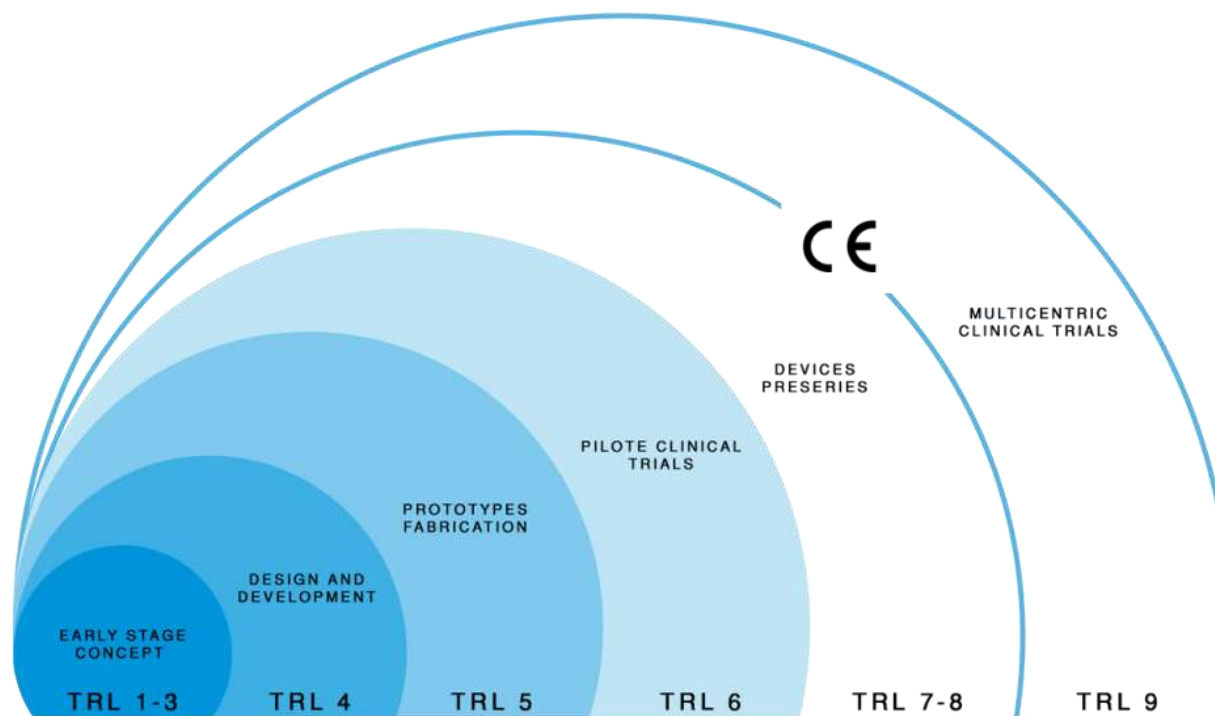 CE
MULTICENTRIC
CLINICAL TRIALS
DEVICES
PRESERIES
PILOTE CLINICAL
TRIALS
PROTOTYPES
FABRICATION
DESIGN AND
DEVELOPMENT
EARLY STAGE
CONCEPT
TRL 1-3
TRL 4
TRL 5
TRL 6
TRL 7-8
TRL 9